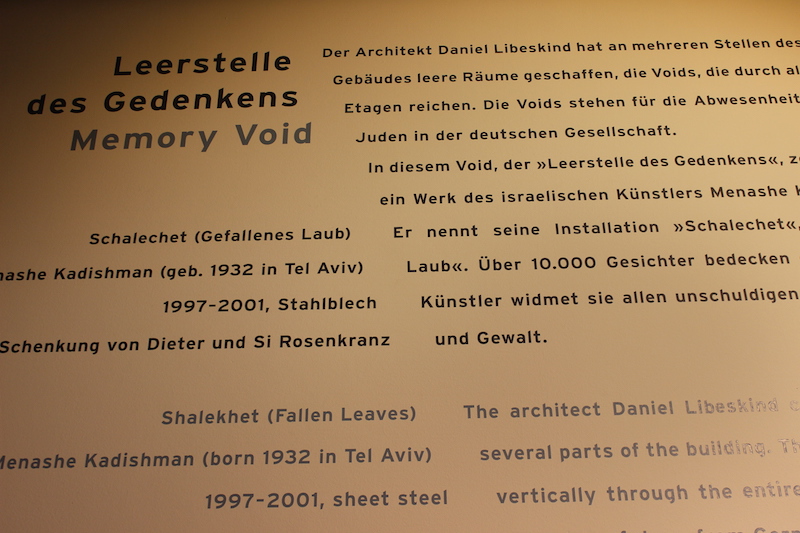 Leerstelle
des Gedenkens
Memory Void
Der Architekt Daniel Libeskind hat an mehreren Stellen des
Gebäudes leere Räume geschaffen, die Voids, die durch
Etagen reichen. Die Voids stehen für die Abwesenheit
Juden in der deutschen Gesellschaft.
In diesem Void, der »Leerstelle des Gedenkens«,
ein Werk des israelischen Künstlers Menashe
Er nennt seine Installation »Schalechet«,
Laub«. Über 10.000 Gesichter bedecken
Künstler widmet sie allen unschuldigen
und Gewalt.
Schalechet (Gefallenes Laub)
Kadishman (geb. 1932 in Tel Aviv)
1997-2001, Stahlblech
Schenkung von Dieter und Si Rosenkranz
Shalekhet (Fallen Leaves)
Menashe Kadishman (born 1932 in Tel Aviv)
1997-2001, sheet steel
The architect Daniel Libeskind
several parts of the building.
vertically through the entire